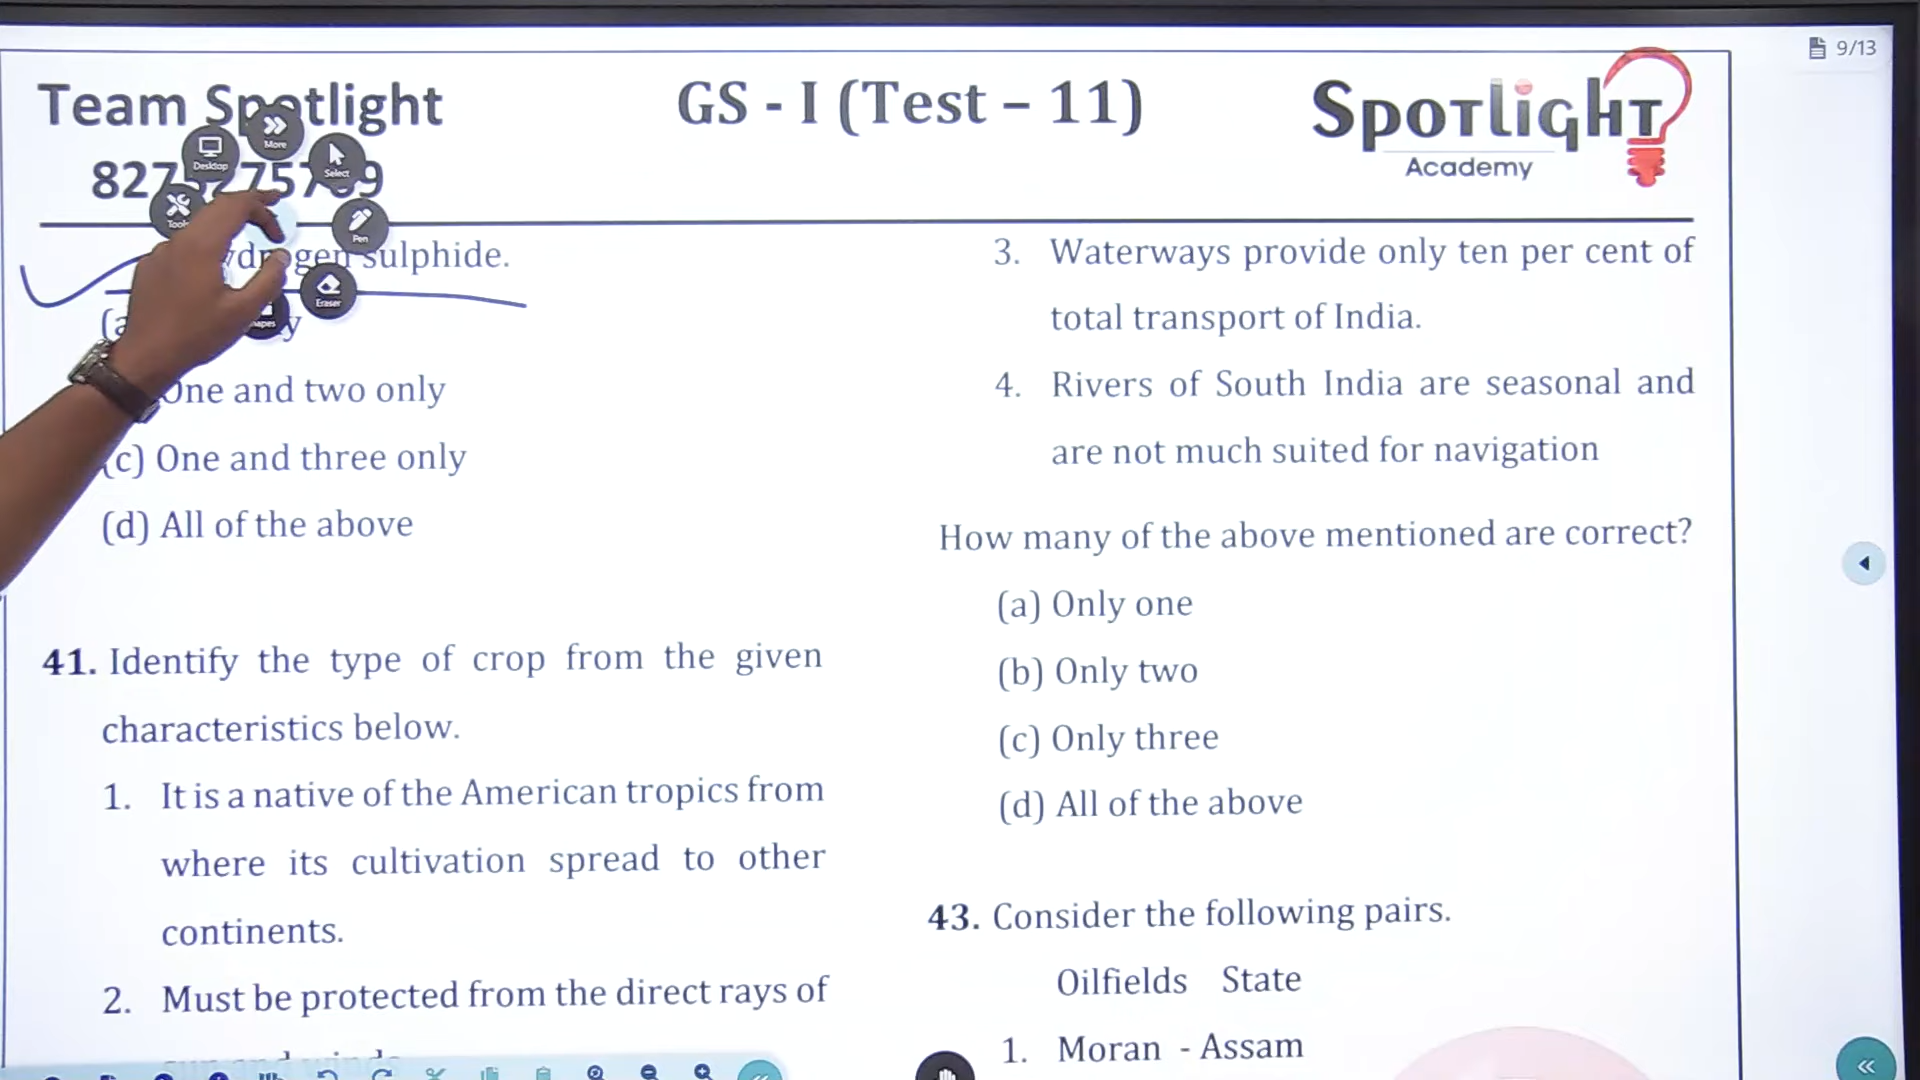 9/13
Team Spotlight
GS - I (Test – 11)
Spotlight
Academy
More
Desktop
Select
Pen
Eraser
sulphide.
One and two only
(c) One and three only
(d) All of the above
41. Identify the type of crop from the given
characteristics below.
1. It is a native of the American tropics from
where its cultivation spread to other
continents.
2. Must be protected from the direct rays of
3. Waterways provide only ten per cent of
total transport of India.
4. Rivers of South India are seasonal and
are not much suited for navigation
How many of the above mentioned are correct?
(a) Only one
(b) Only two
(c) Only three
(d) All of the above
43. Consider the following pairs.
Oilfields State
1. Moran - Assam